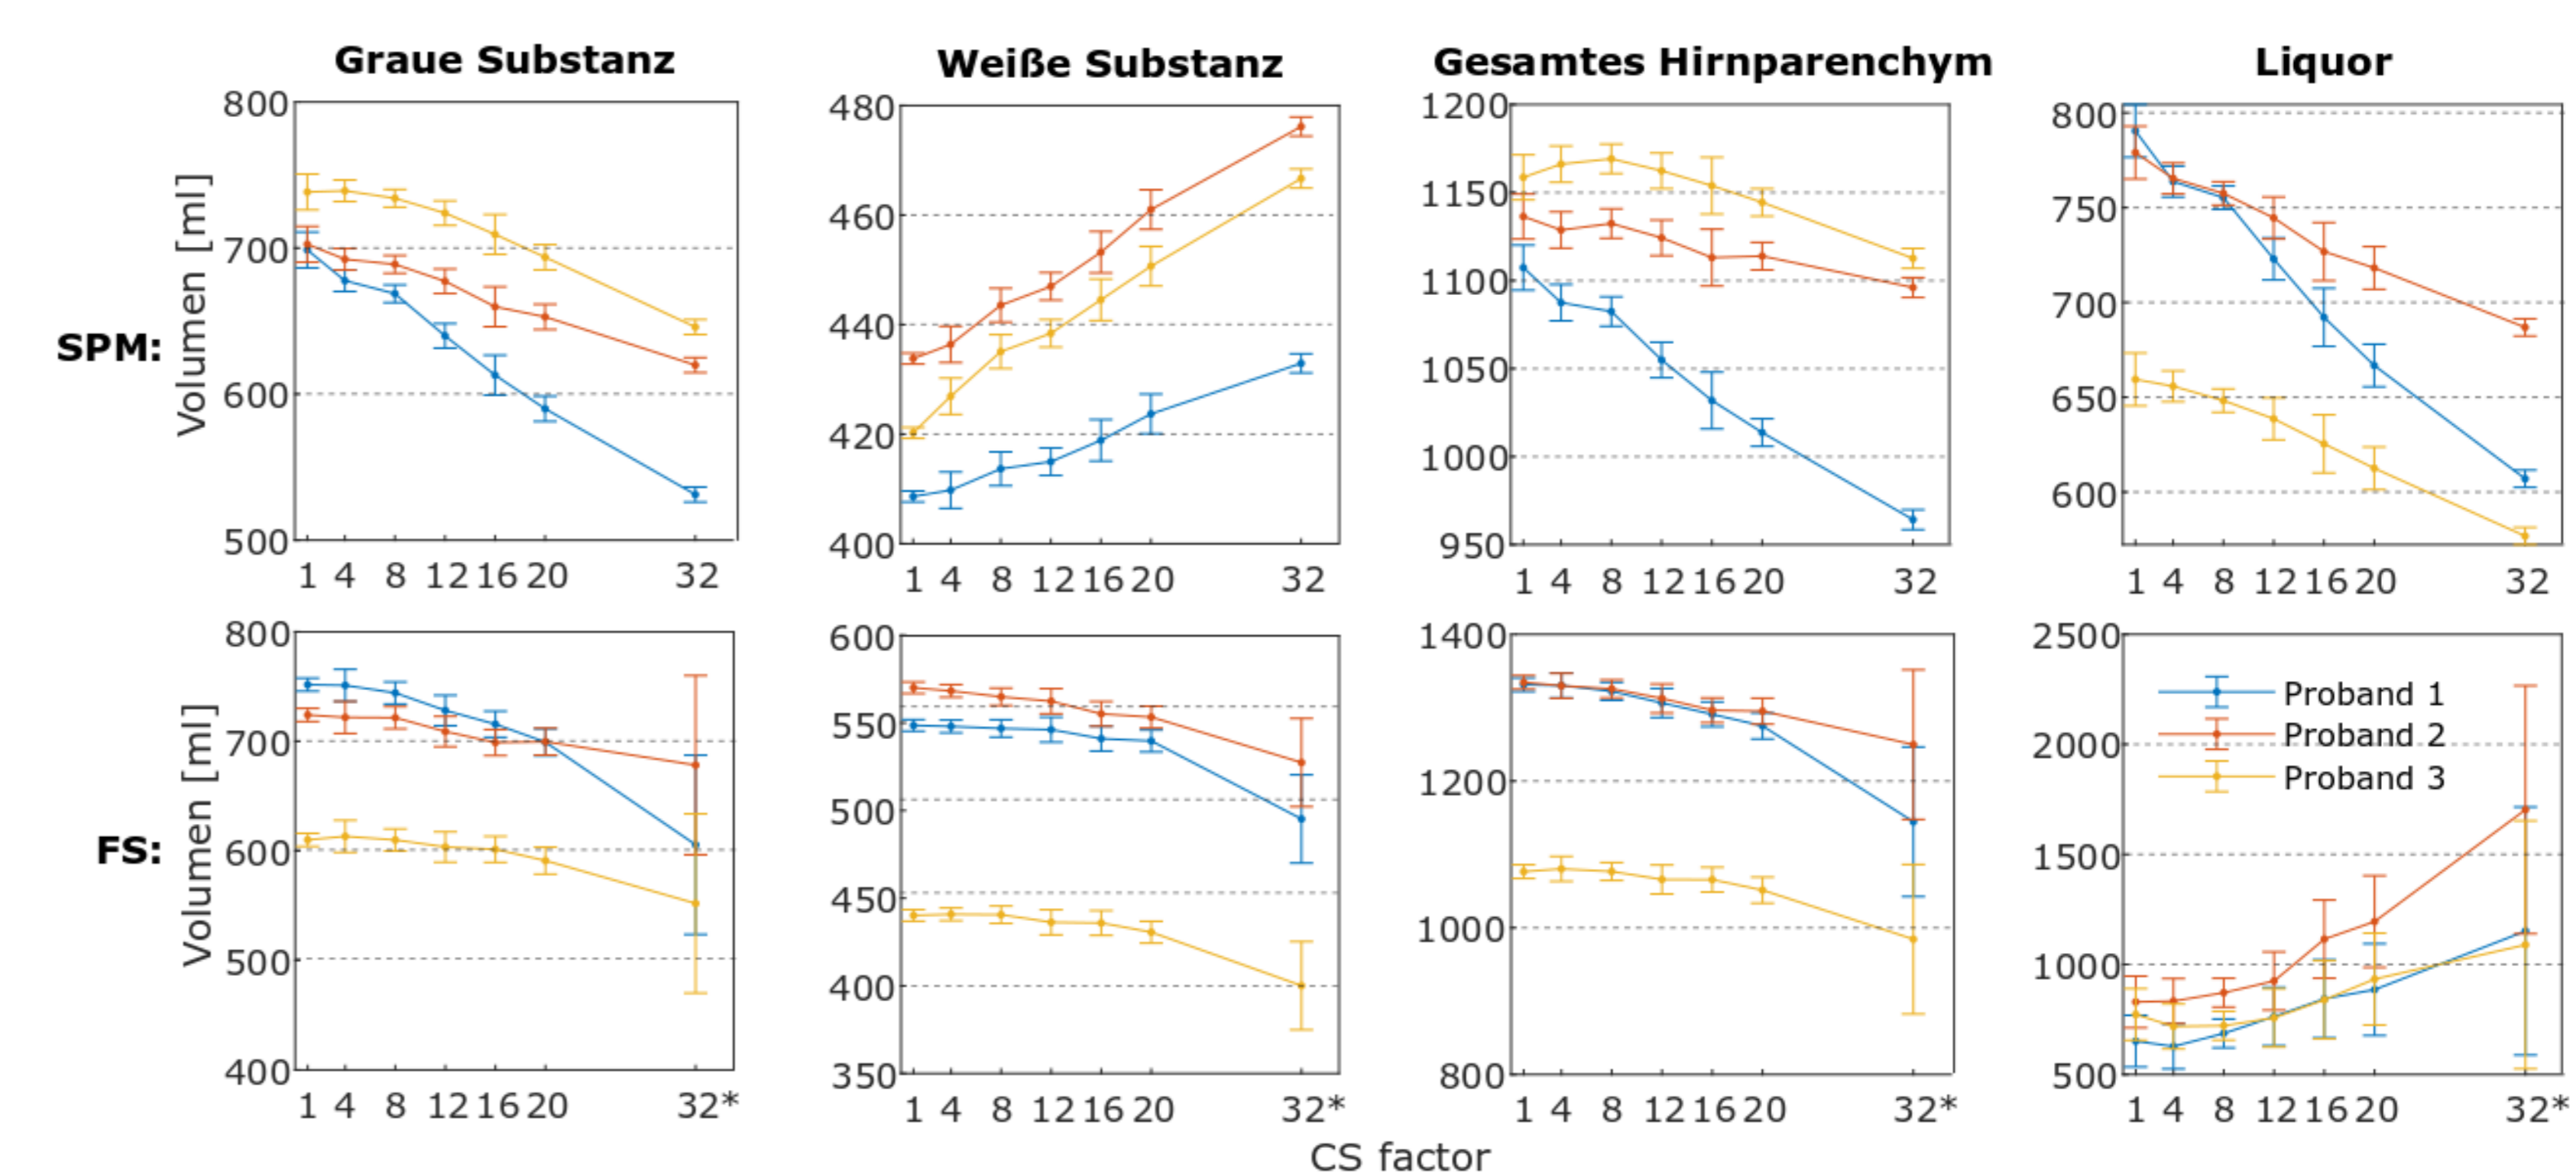 Graue Substanz Weiße Substanz Gesamtes Hirnparenchym Liquor
SPM:
Volumen [ml]
800
700
600
500
1 4 8 12 16 20 32
480
460
440
420
400
1 4 8 12 16 20 32
1200
1150
1100
1050
1000
950
1 4 8 12 16 20 32
800
750
700
650
600
1 4 8 12 16 20 32
FS:
Volumen [ml]
800
700
600
500
400
1 4 8 12 16 20 32*
600
550
500
450
400
350
1 4 8 12 16 20 32*
1400
1200
1000
800
1 4 8 12 16 20 32*
2500
2000
1500
1000
500
Proband 1
Proband 2
Proband 3
1 4 8 12 16 20 32*
CS factor